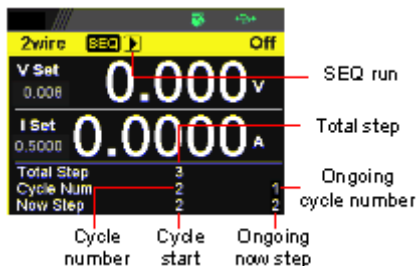 2wire SEQ Off
V Set
0.008
0.000 V
I Set
0.5000
0.0000 A
Total Step 3
Cycle Num 2 1
Now Step 2 2
SEQ run
Total step
Ongoing
cycle number
Cycle
number
Cycle
start
Ongoing
now step